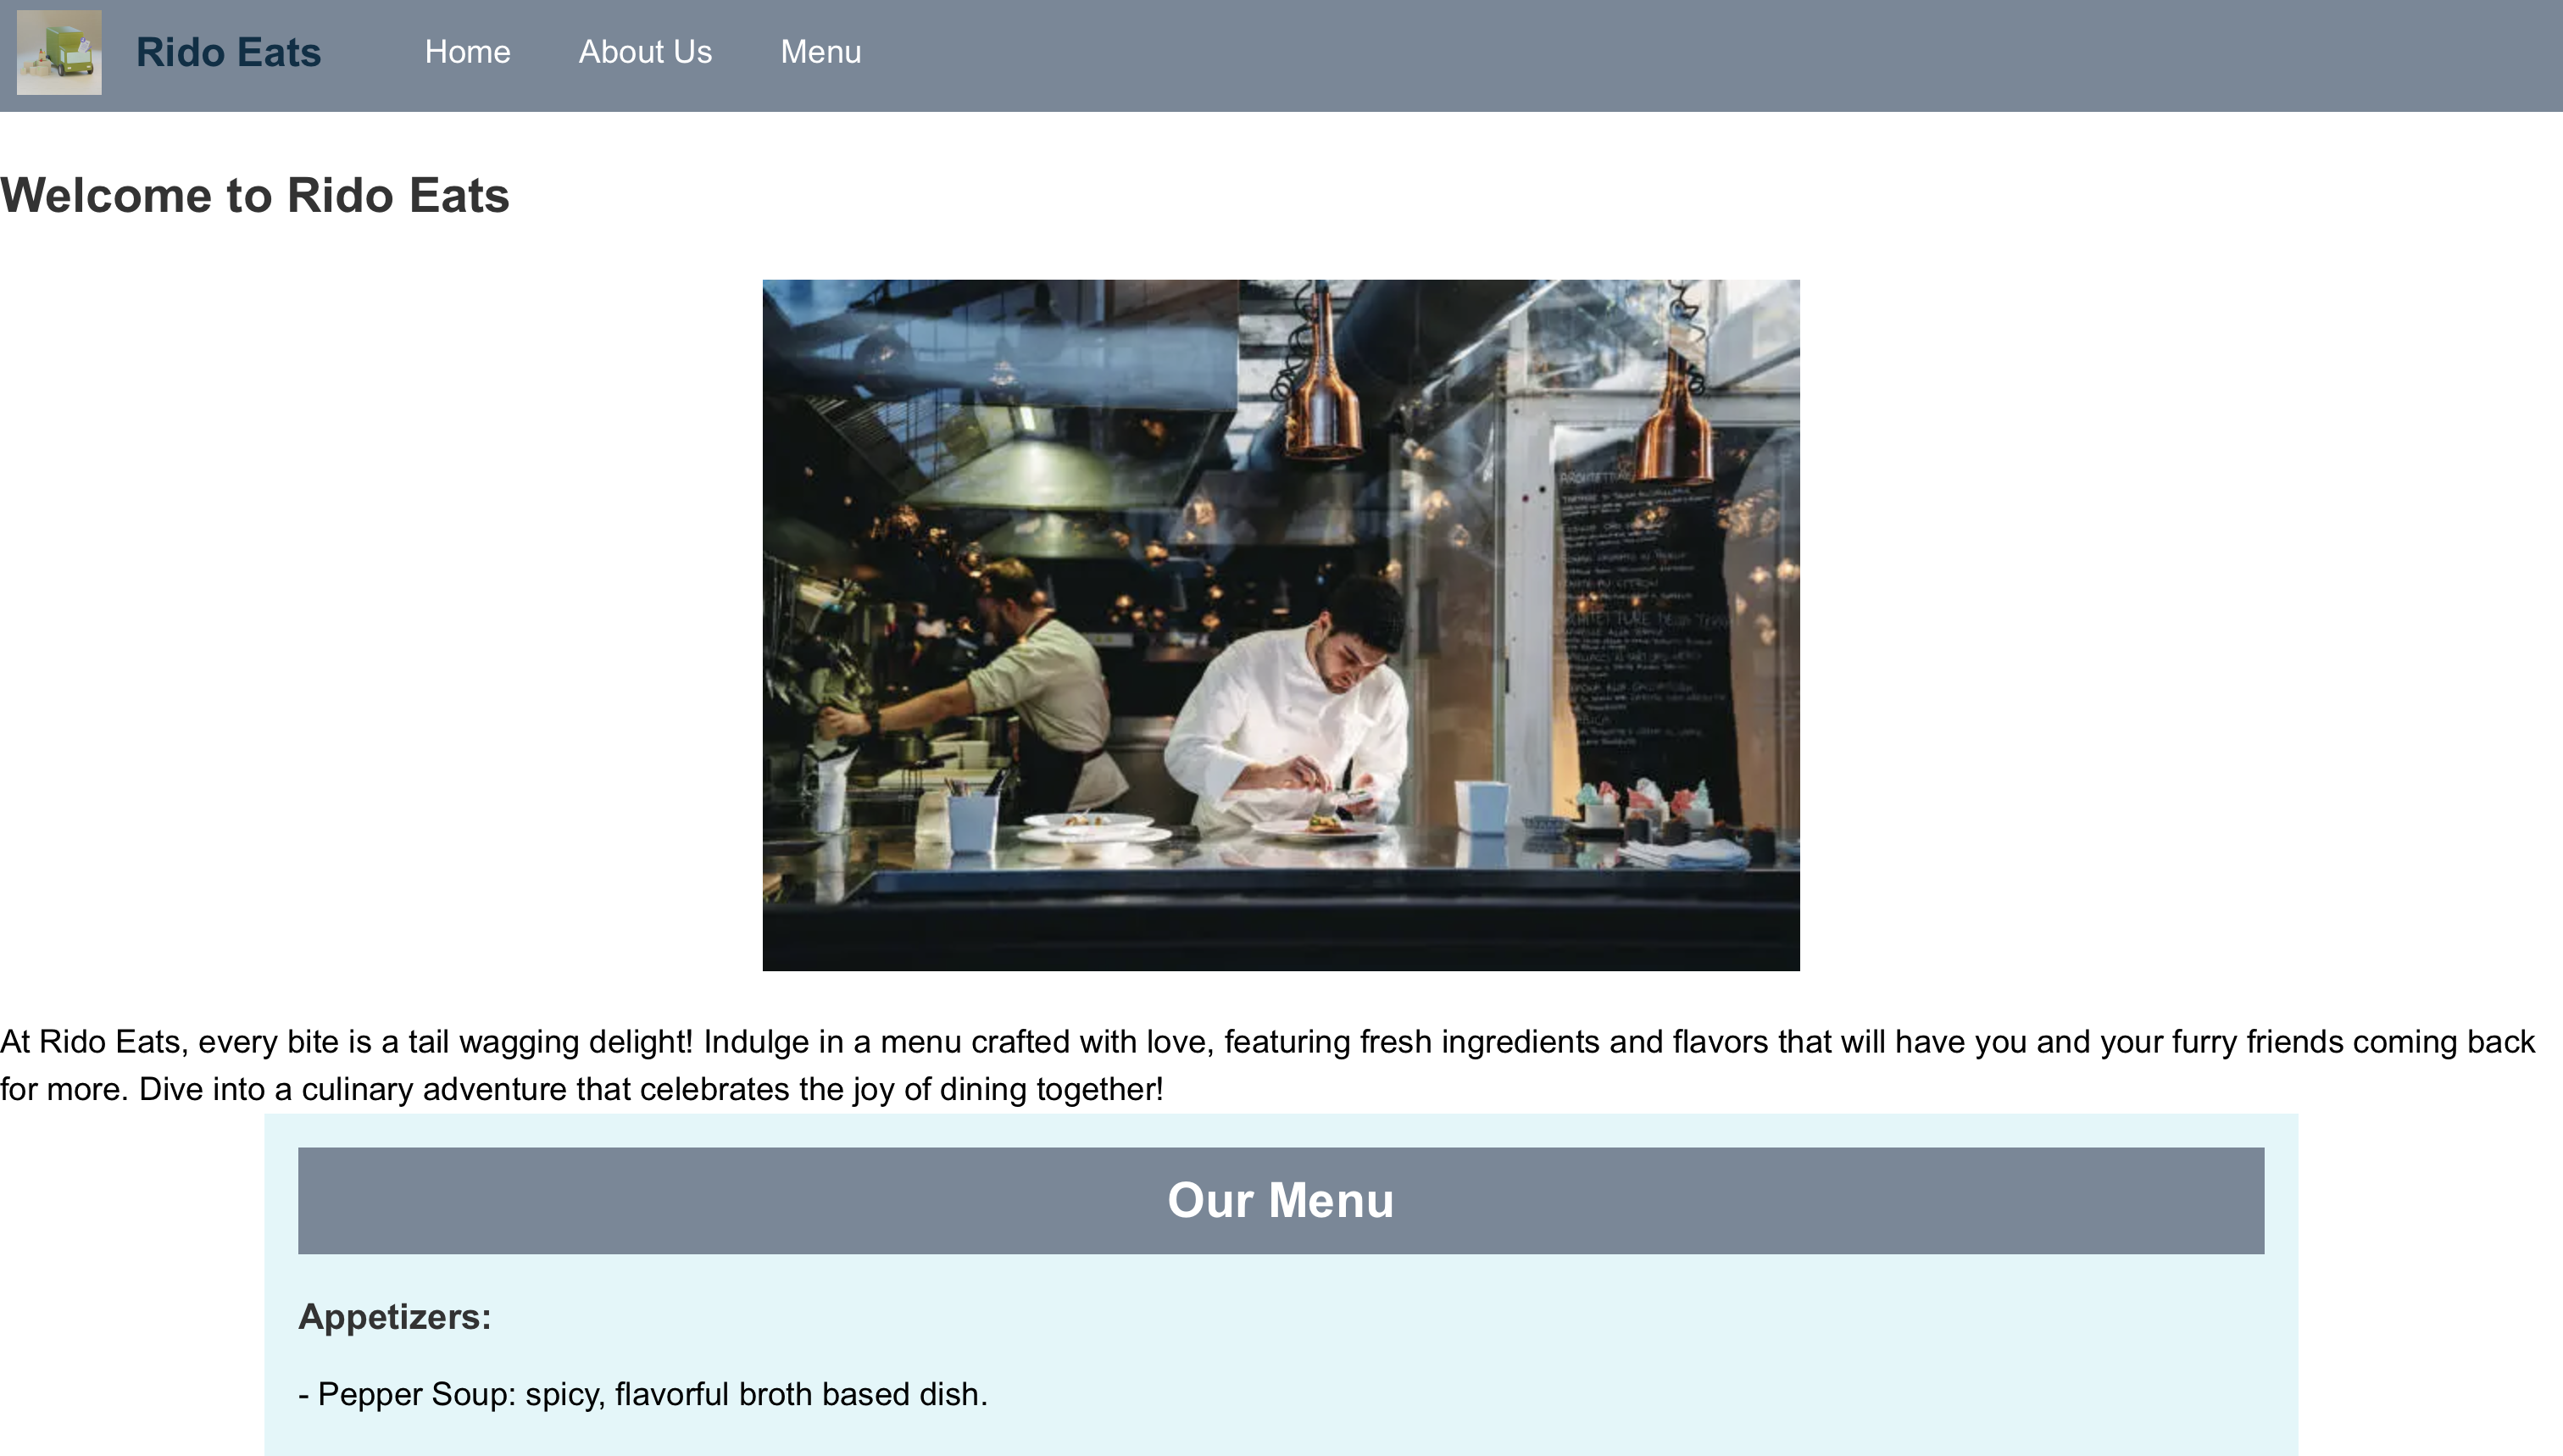 Rido Eats
Home
About Us
Menu
Welcome to Rido Eats
At Rido Eats, every bite is a tail wagging delight! Indulge in a menu crafted with love, featuring fresh ingredients and flavors that will have you and your furry friends coming back
for more. Dive into a culinary adventure that celebrates the joy of dining together!
Our Menu
Appetizers:
- Pepper Soup: spicy, flavorful broth based dish.